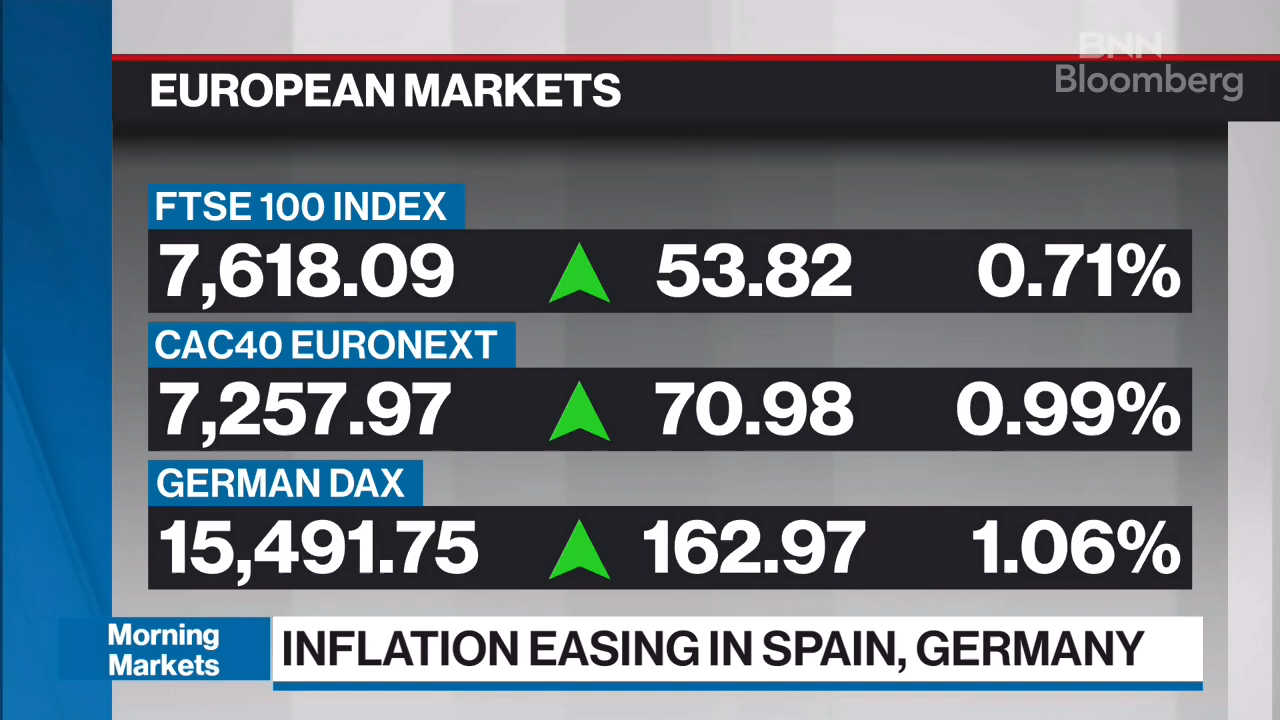 BNN
Bloomberg
EUROPEAN MARKETS
FTSE 100 INDEX
7,618.09 53.82 0.71%
CAC40 EURONEXT
7,257.97 70.98 0.99%
GERMAN DAX
15,491.75 162.97 1.06%
Morning
Markets
INFLATION EASING IN SPAIN, GERMANY